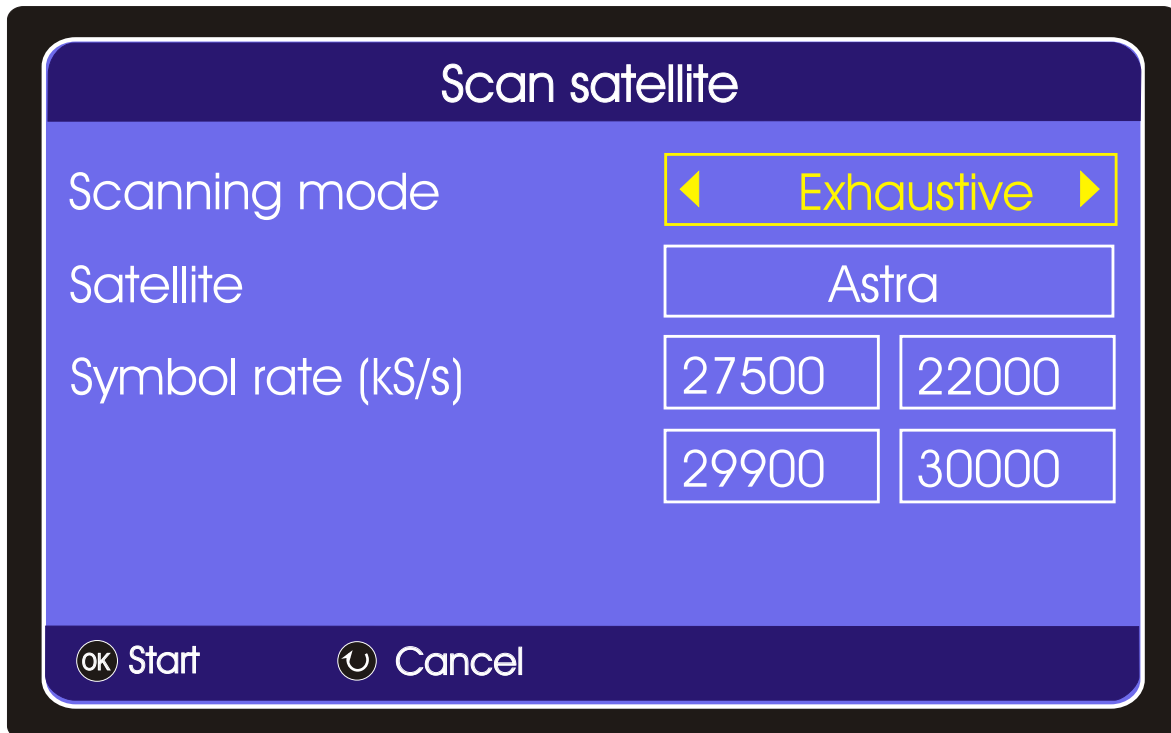 Scan satellite
Scanning mode Exhaustive
Satellite Astra
Symbol rate (kS/s) 27500 22000
29900 30000
OK Start Cancel